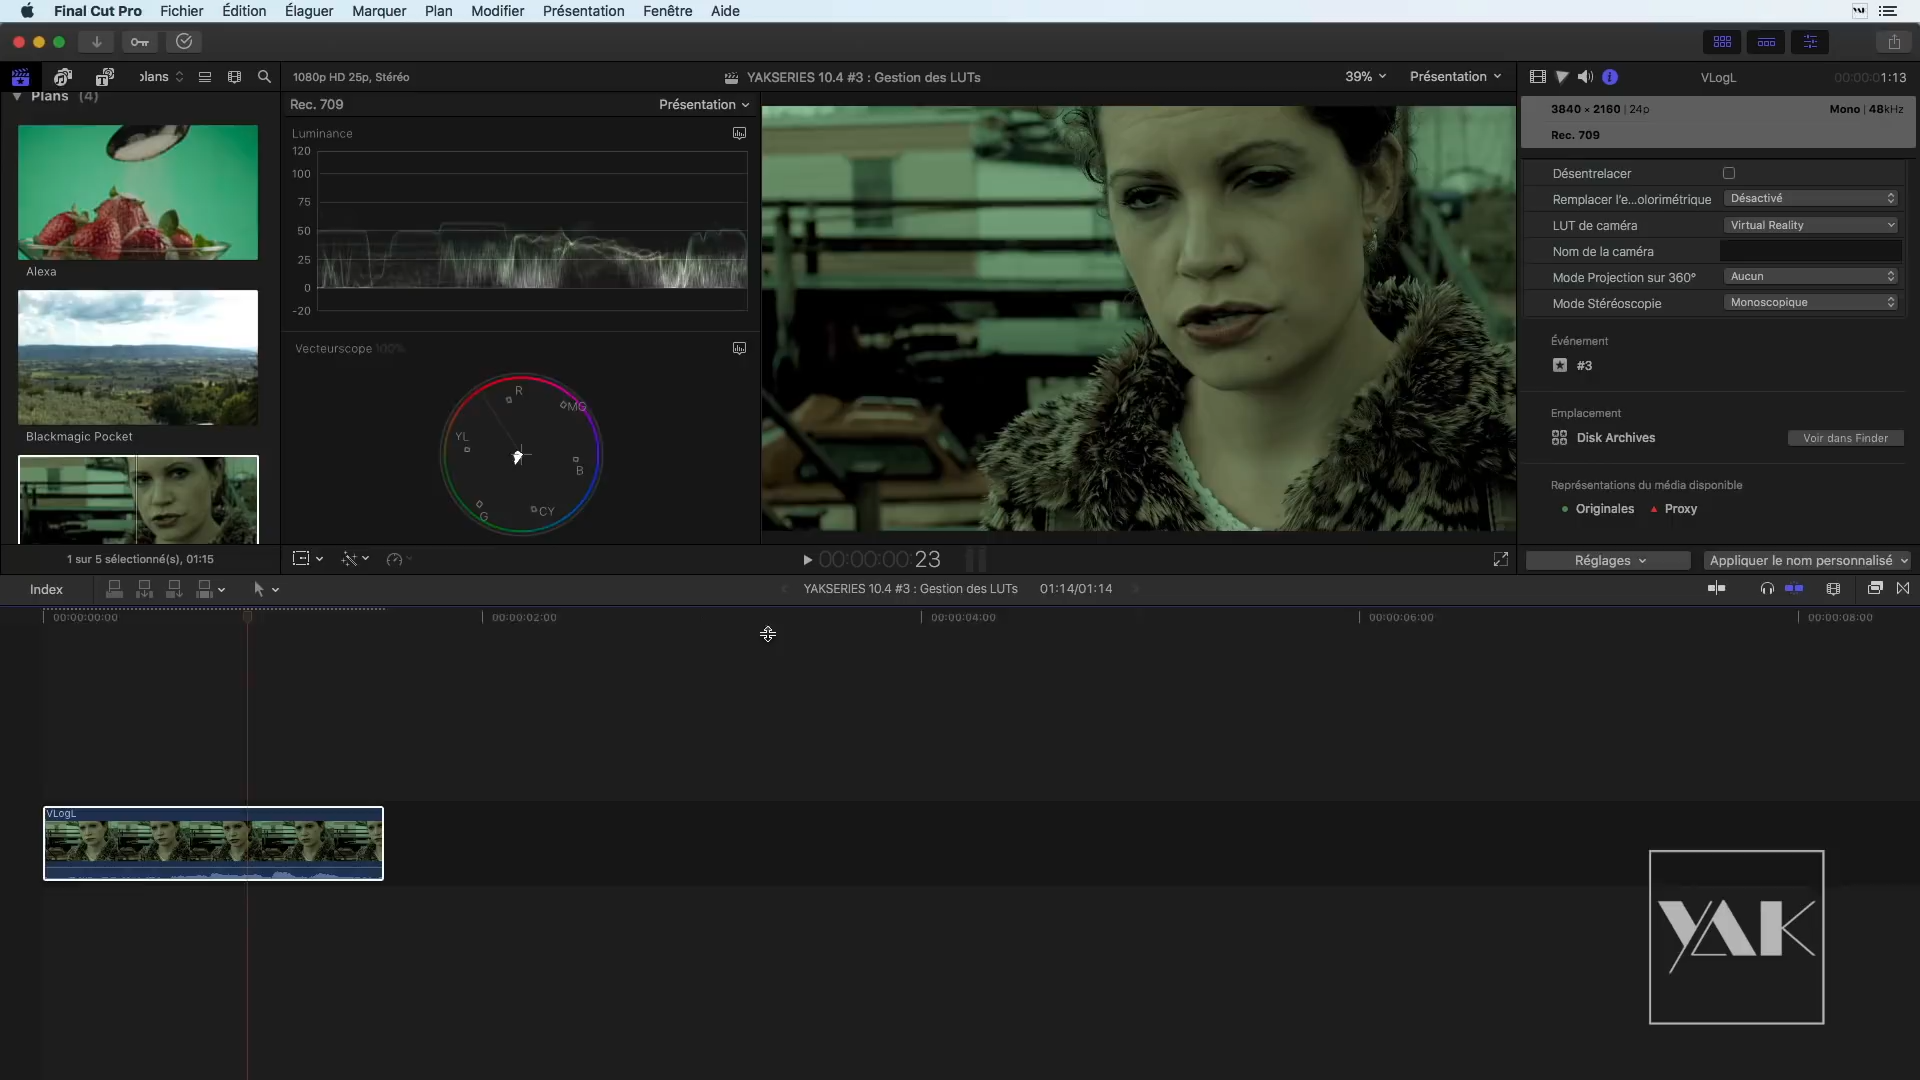 Final Cut Pro Fichier Édition Élaguer Marquer Plan Modifier Présentation Fenêtre Aide
plans
1080p HD 25p, Stéréo
YAKSERIES 10.4 #3 : Gestion des LUTs
39% Présentation
VLogL
00:00:01:13
Plans (4)
Alexa
Blackmagic Pocket
1 sur 5 sélectionné(s), 01:15
Rec. 709
Présentation
Luminance
120
100
75
50
25
0
-20
Vecteurscope 100%
R
MG
YL
B
G
CY
00:00:00:23
3840 × 2160 | 24p
Mono | 48kHz
Rec. 709
Désentrelacer
Remplacer l'e...olorimétrique Désactivé
LUT de caméra Virtual Reality
Nom de la caméra
Mode Projection sur 360° Aucun
Mode Stéréoscopie Monoscopique
Événement
#3
Emplacement
Disk Archives
Voir dans Finder
Représentations du média disponible
Originales Proxy
Réglages
Appliquer le nom personnalisé
Index
YAKSERIES 10.4 #3 : Gestion des LUTs 01:14/01:14
00:00:00:00 00:00:02:00 00:00:04:00 00:00:06:00 00:00:08:00
VLogL
YAK